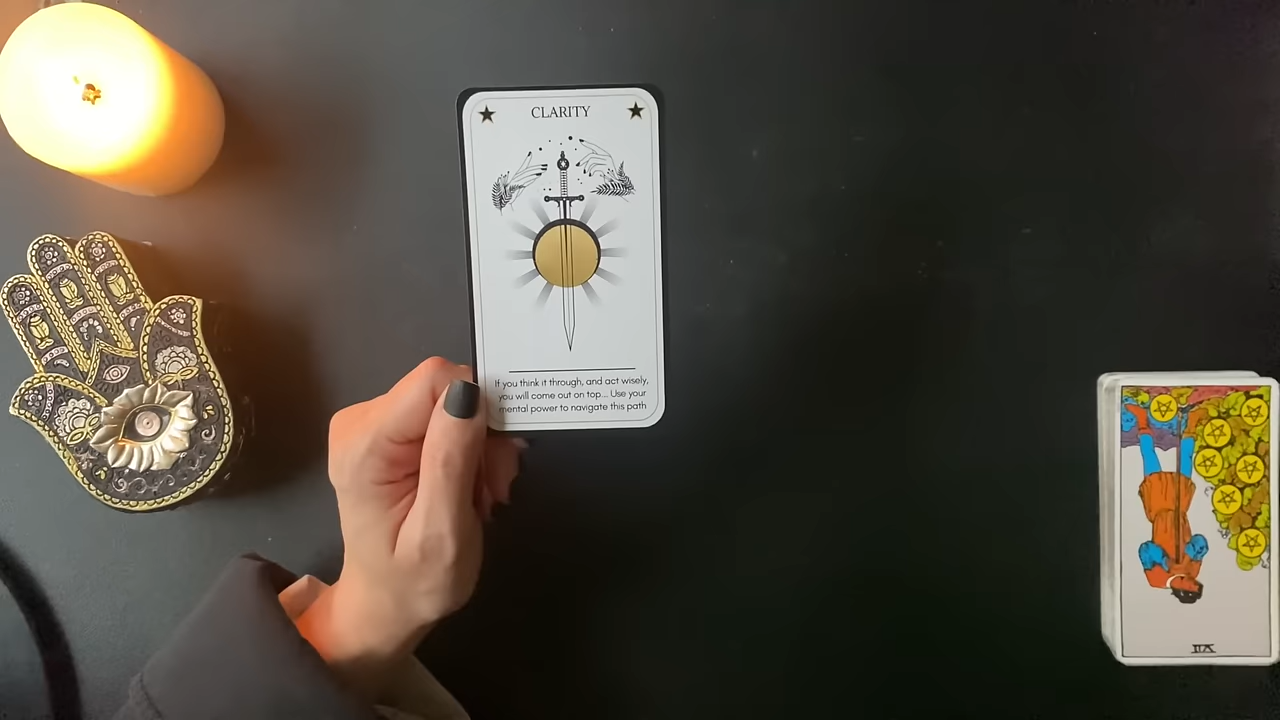 CLARITY
If you think it through, and act wisely,
you will come out on top... Use your
mental power to navigate this path
VII